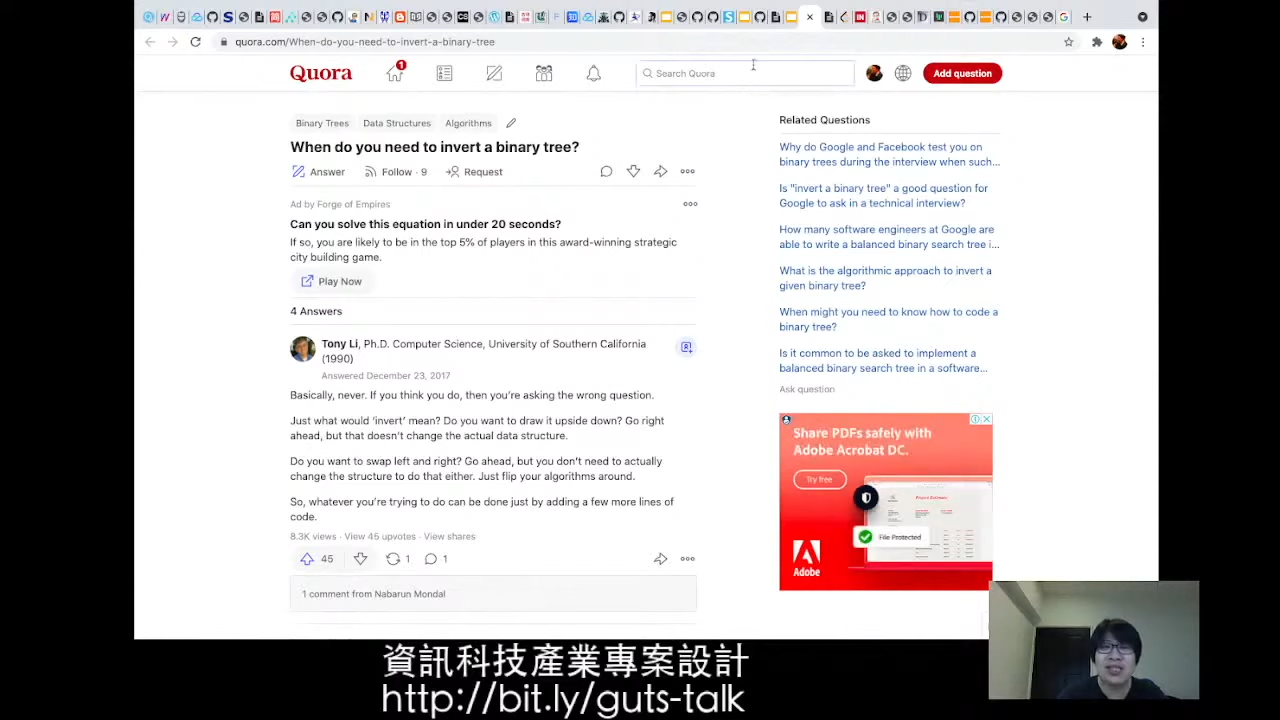 quora.com/When-do-you-need-to-invert-a-binary-tree
Quora
1
Search Quora
Add question
Binary Trees
Data Structures
Algorithms
When do you need to invert a binary tree?
Answer
Follow · 9
Request
Ad by Forge of Empires
Can you solve this equation in under 20 seconds?
If so, you are likely to be in the top 5% of players in this award-winning strategic
city building game.
Play Now
4 Answers
Tony Li, Ph.D. Computer Science, University of Southern California
(1990)
Answered December 23, 2017
Basically, never. If you think you do, then you're asking the wrong question.
Just what would 'invert' mean? Do you want to draw it upside down? Go right
ahead, but that doesn't change the actual data structure.
Do you want to swap left and right? Go ahead, but you don't need to actually
change the structure to do that either. Just flip your algorithms around.
So, whatever you're trying to do can be done just by adding a few more lines of
code.
8.3K views · View 45 upvotes · View shares
45
1
1
1 comment from Nabarun Mondal
Related Questions
Why do Google and Facebook test you on
binary trees during the interview when such...
Is "invert a binary tree" a good question for
Google to ask in a technical interview?
How many software engineers at Google are
able to write a balanced binary search tree i...
What is the algorithmic approach to invert a
given binary tree?
When might you need to know how to code a
binary tree?
Is it common to be asked to implement a
balanced binary search tree in a software...
Ask question
Share PDFs safely with
Adobe Acrobat DC.
Try free
File Protected
Adobe
資訊科技產業專案設計
http://bit.ly/guts-talk